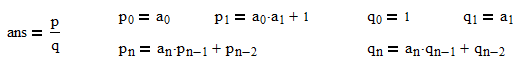 ans = p/q p₀ = a₀ p₁ = a₀·a₁ + 1 q₀ = 1 q₁ = a₁
pₙ = aₙ·pₙ₋₁ + pₙ₋₂ qₙ = aₙ·qₙ₋₁ + qₙ₋₂